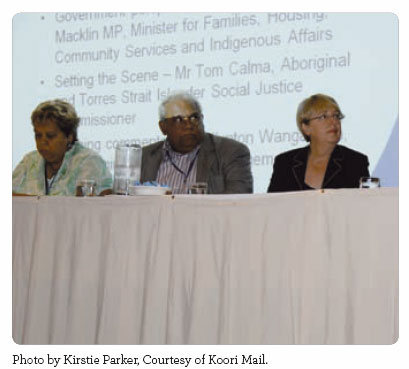 Government
Macklin MP, Minister for Families, Housing,
Community Services and Indigenous Affairs
Setting the Scene – Mr Tom Calma, Aboriginal
Torres Strait Islander Social Justice
Photo by Kirstie Parker, Courtesy of Koori Mail.